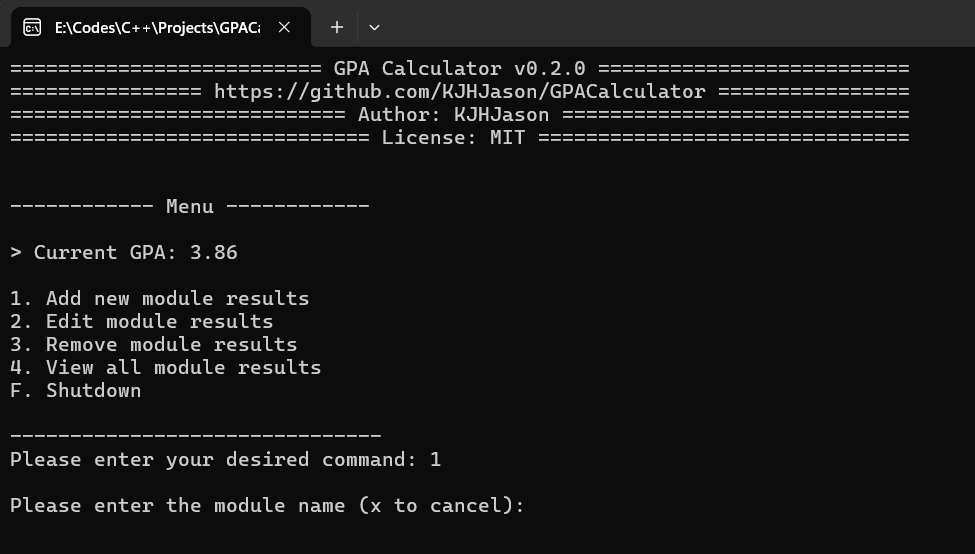 E:\Codes\C++\Projects\GPACa
========================== GPA Calculator v0.2.0 ==========================
================ https://github.com/KJHJason/GPACalculator ================
============================ Author: KJHJason =============================
============================== License: MIT ===============================
------------ Menu ------------
> Current GPA: 3.86
1. Add new module results
2. Edit module results
3. Remove module results
4. View all module results
F. Shutdown
-------------------------------
Please enter your desired command: 1
Please enter the module name (x to cancel):